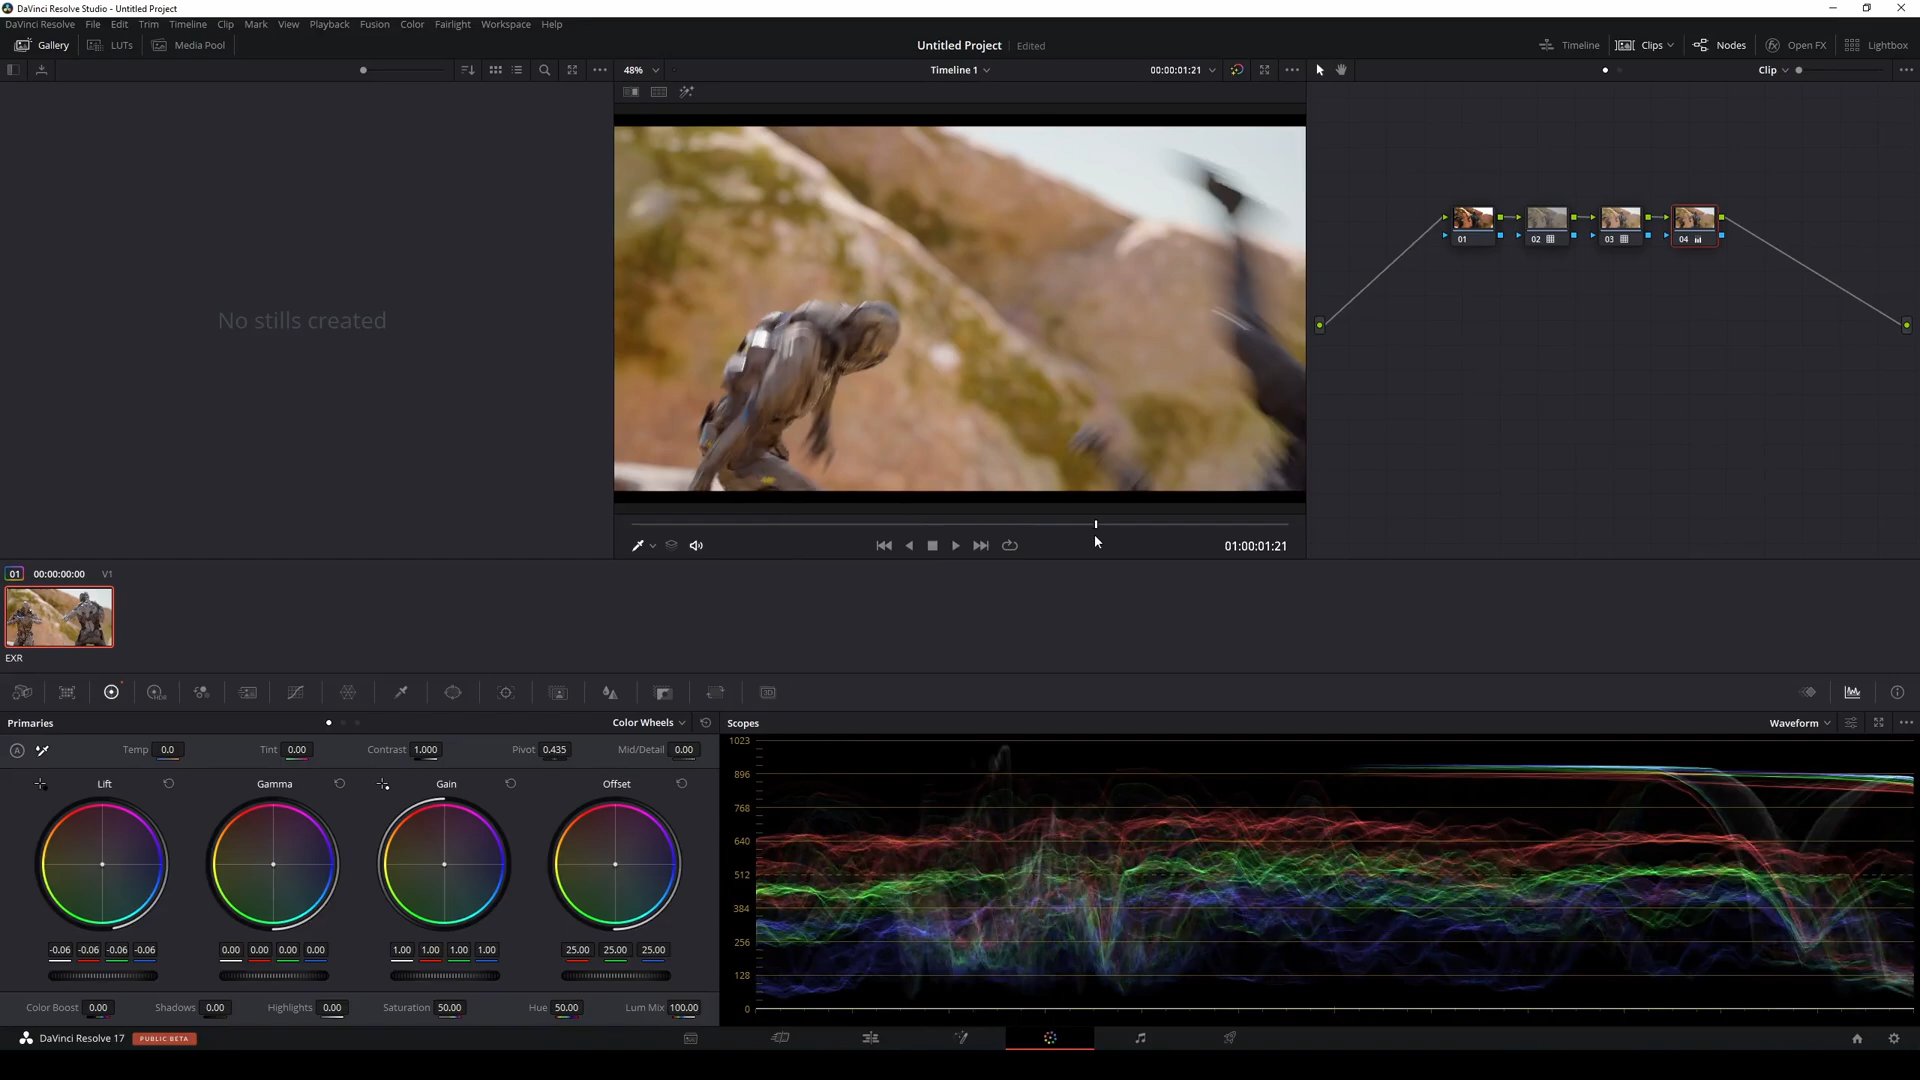 DaVinci Resolve Studio - Untitled Project
DaVinci Resolve File Edit Trim Timeline Clip Mark View Playback Fusion Color Fairlight Workspace Help
Gallery LUTs Media Pool Untitled Project Edited Timeline Clips Nodes Open FX Lightbox
48% Timeline 1 00:00:01:21 Clip
No stills created
01 02 03 04
01:00:01:21
01 00:00:00:00 V1
EXR
Primaries Color Wheels Scopes Waveform
Temp 0.0 Tint 0.00 Contrast 1.000 Pivot 0.435 Mid/Detail 0.00
Lift Gamma Gain Offset
-0.06 -0.06 -0.06 -0.06 0.00 0.00 0.00 0.00 1.00 1.00 1.00 1.00 25.00 25.00 25.00
Color Boost 0.00 Shadows 0.00 Highlights 0.00 Saturation 50.00 Hue 50.00 Lum Mix 100.00
1023
896
768
640
512
384
256
128
0
DaVinci Resolve 17 PUBLIC BETA